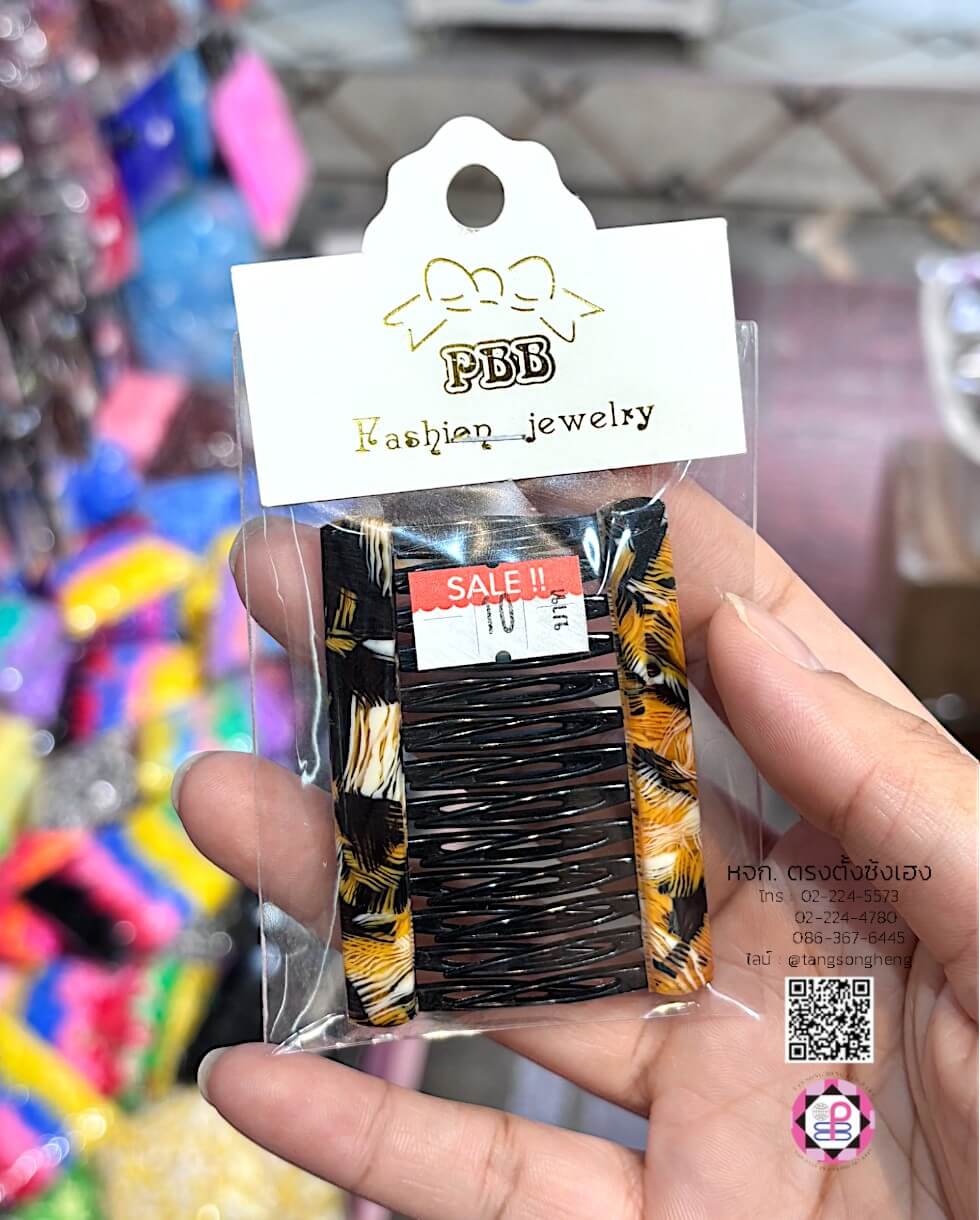 PBB
Fashion jewelry
SALE !!
10 บาท
หจก. ตรงตั้งซ้งเฮง
โทร : 02-224-5573
02-224-4780
086-367-6445
ไลน์ : @tangsongheng